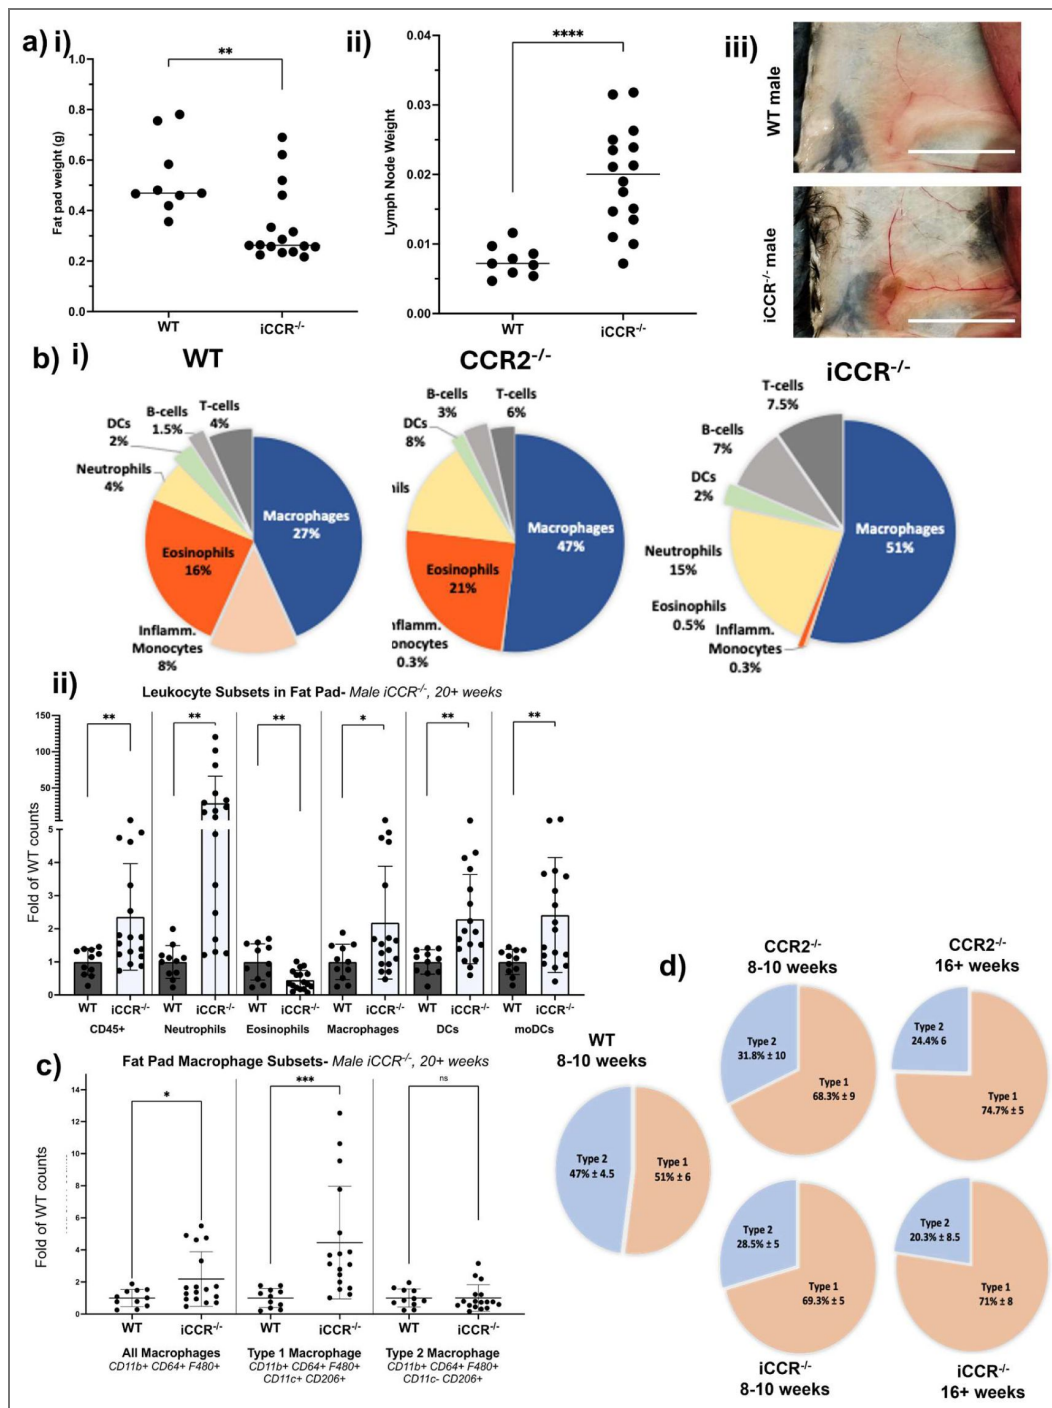 a) i)
**
1.0
0.8
0.6
0.4
0.2
0.0
Fat pad weight (g)
WT
iCCR-/-
ii)
****
0.04
0.03
0.02
0.01
0.00
Lymph Node Weight
WT
iCCR-/-
iii)
WT male
iCCR-/- male
b) i)
WT
T-cells
4%
B-cells
1.5%
DCs
2%
Neutrophils
4%
Macrophages
27%
Eosinophils
16%
Inflamm.
Monocytes
8%
CCR2-/-
B-cells
3%
T-cells
6%
DCs
8%
ils
Macrophages
47%
Eosinophils
21%
nflamm.
onocytes
0.3%
iCCR-/-
T-cells
7.5%
B-cells
7%
DCs
2%
Macrophages
51%
Neutrophils
15%
Eosinophils
0.5%
Inflamm.
Monocytes
0.3%
ii)
Leukocyte Subsets in Fat Pad- Male iCCR-/-, 20+ weeks
** ** ** * ** **
150
100
50
5
4
3
2
1
0
Fold of WT counts
WT iCCR-/- WT iCCR-/- WT iCCR-/- WT iCCR-/- WT iCCR-/- WT iCCR-/-
CD45+ Neutrophils Eosinophils Macrophages DCs moDCs
c)
Fat Pad Macrophage Subsets- Male iCCR-/-, 20+ weeks
* *** ns
14
12
10
8
6
4
2
0
Fold of WT counts
WT iCCR-/- WT iCCR-/- WT iCCR-/-
All Macrophages Type 1 Macrophage Type 2 Macrophage
CD11b+ CD64+ F480+ CD11b+ CD64+ F480+ CD11b+ CD64+ F480+
CD11c+ CD206+ CD11c- CD206+
d)
WT
8-10 weeks
Type 2
47% ± 4.5
Type 1
51% ± 6
CCR2-/-
8-10 weeks
Type 2
31.8% ± 10
Type 1
68.3% ± 9
CCR2-/-
16+ weeks
Type 2
24.4% 6
Type 1
74.7% ± 5
Type 2
28.5% ± 5
Type 1
69.3% ± 5
iCCR-/-
8-10 weeks
Type 2
20.3% ± 8.5
Type 1
71% ± 8
iCCR-/-
16+ weeks